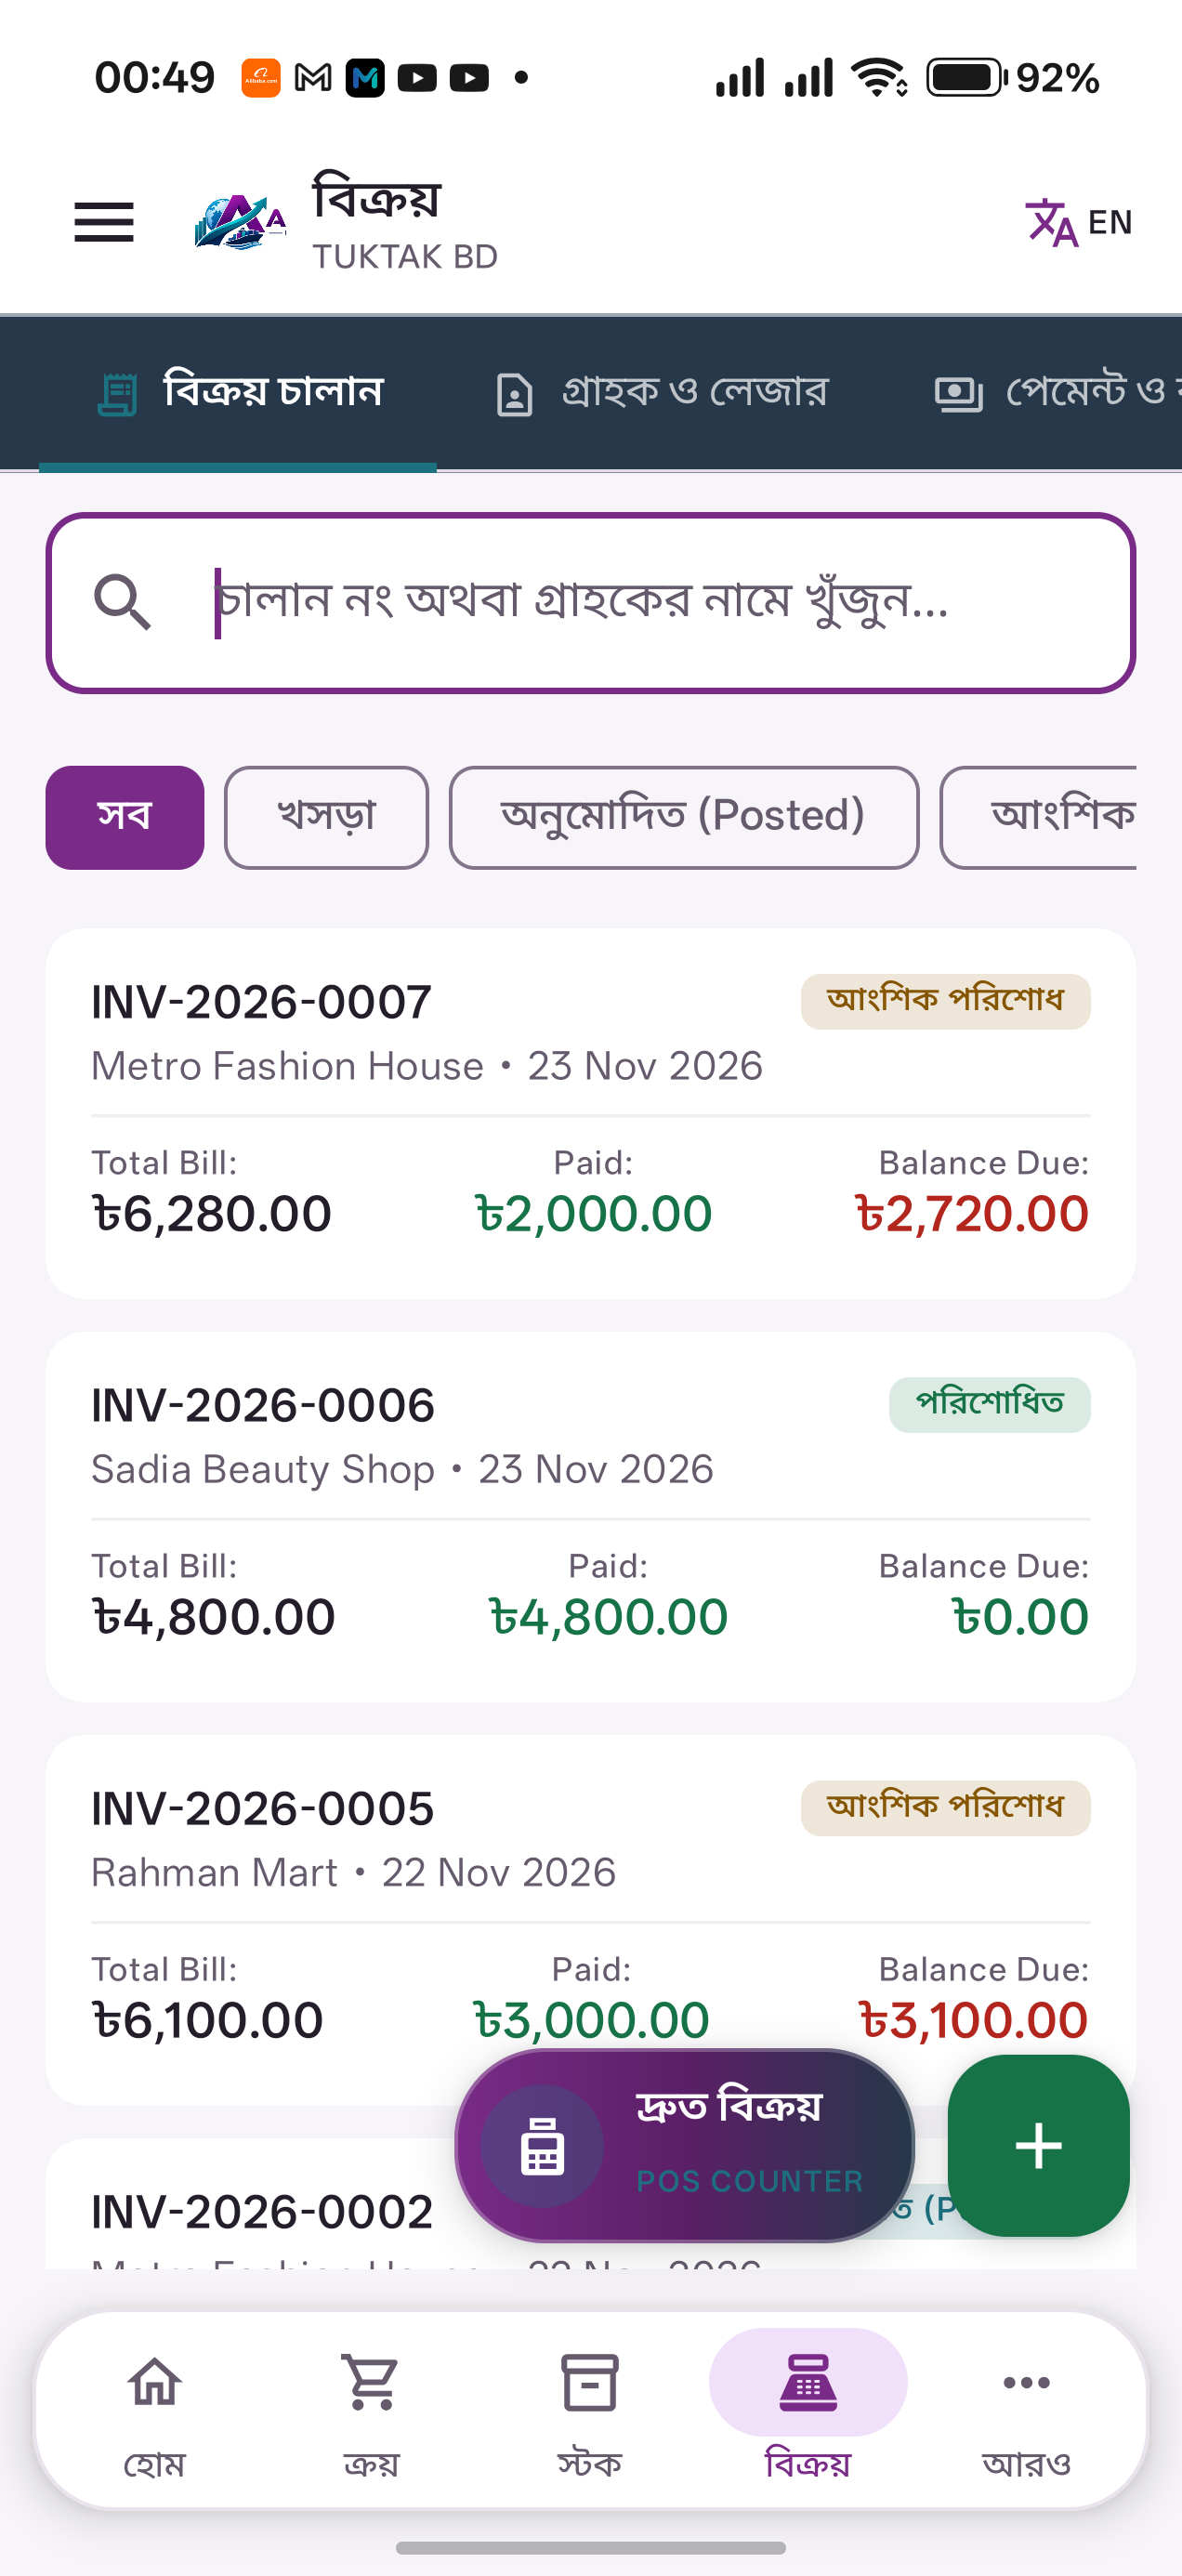 00:49
92%
বিক্রয়
TUKTAK BD
EN
বিক্রয় চালান
গ্রাহক ও লেজার
পেমেন্ট ও
চালান নং অথবা গ্রাহকের নামে খুঁজুন...
সব
খসড়া
অনুমোদিত (Posted)
আংশিক
INV-2026-0007
আংশিক পরিশোধ
Metro Fashion House • 23 Nov 2026
Total Bill:
Paid:
Balance Due:
৳6,280.00
৳2,000.00
৳2,720.00
INV-2026-0006
পরিশোধিত
Sadia Beauty Shop • 23 Nov 2026
Total Bill:
Paid:
Balance Due:
৳4,800.00
৳4,800.00
৳0.00
INV-2026-0005
আংশিক পরিশোধ
Rahman Mart • 22 Nov 2026
Total Bill:
Paid:
Balance Due:
৳6,100.00
৳3,000.00
৳3,100.00
দ্রুত বিক্রয়
POS COUNTER
INV-2026-0002
হোম
ক্রয়
স্টক
বিক্রয়
আরও